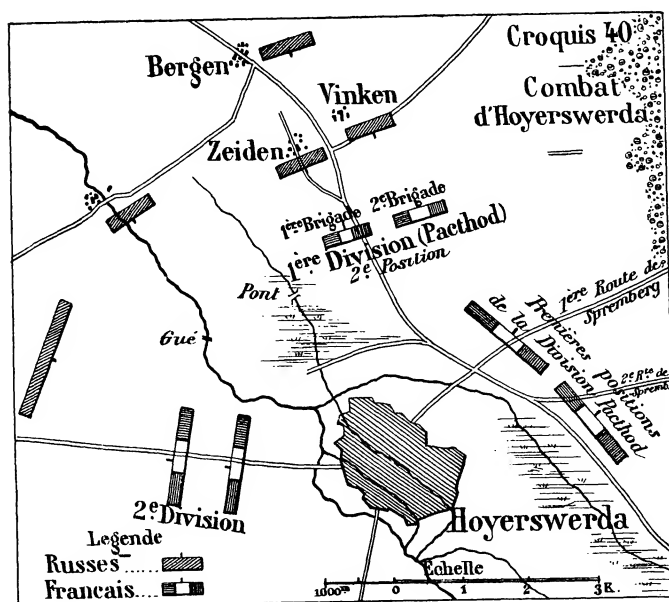 Croquis 40
Combat
d'Hoyerswerda
Bergen
Vinken
Zeiden
1ère Brigade
2e Brigade
1ère Division (Pacthod)
2e Position
Pont
Gué
1ère Route de
Spremberg
Premières positions
de la Division Pacthod
2e Rte de
Spremb
2e Division
Hoyerswerda
Legende
Russes
Francais
Echelle
1000m 0 1 2 3 K.